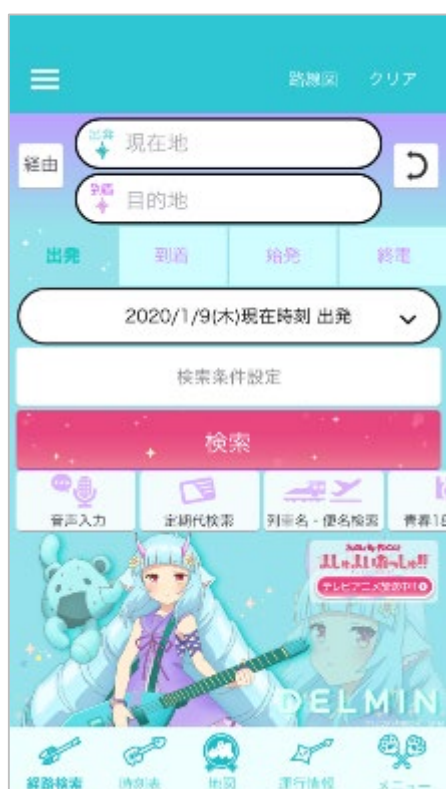 路線図 クリア
経由
出発
現在地
到着
目的地
出発 到着 始発 終電
2020/1/9(木)現在時刻 出発
検索条件設定
検索
音声入力 定期代検索 列車名・便名検索 青春1
テレビアニメ放送中!
DELMIN
経路検索 時刻表 地図 運行情報 メニュー